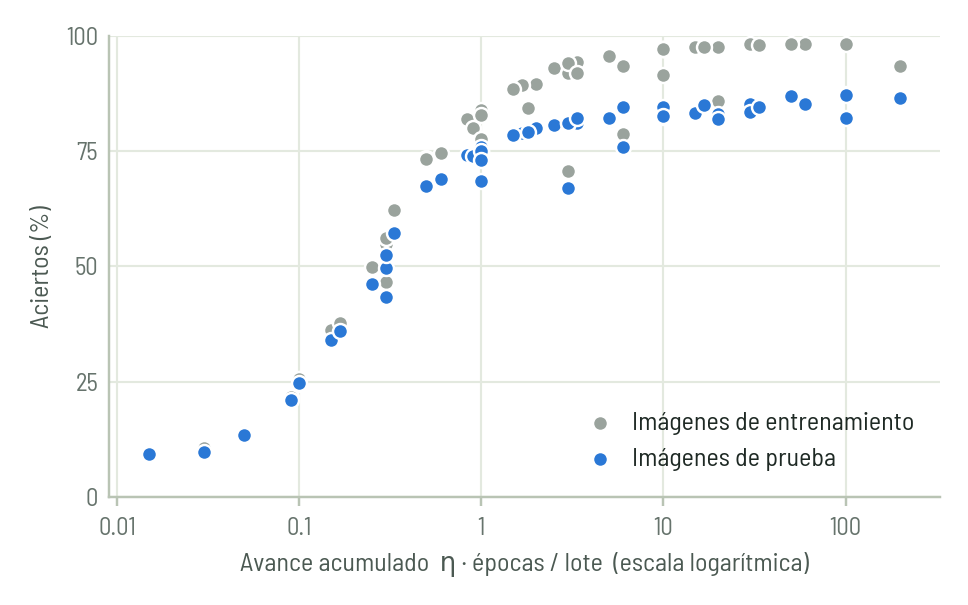 Aciertos (%)
100
75
50
25
0
Imágenes de entrenamiento
Imágenes de prueba
0.01 0.1 1 10 100
Avance acumulado η · épocas / lote (escala logarítmica)